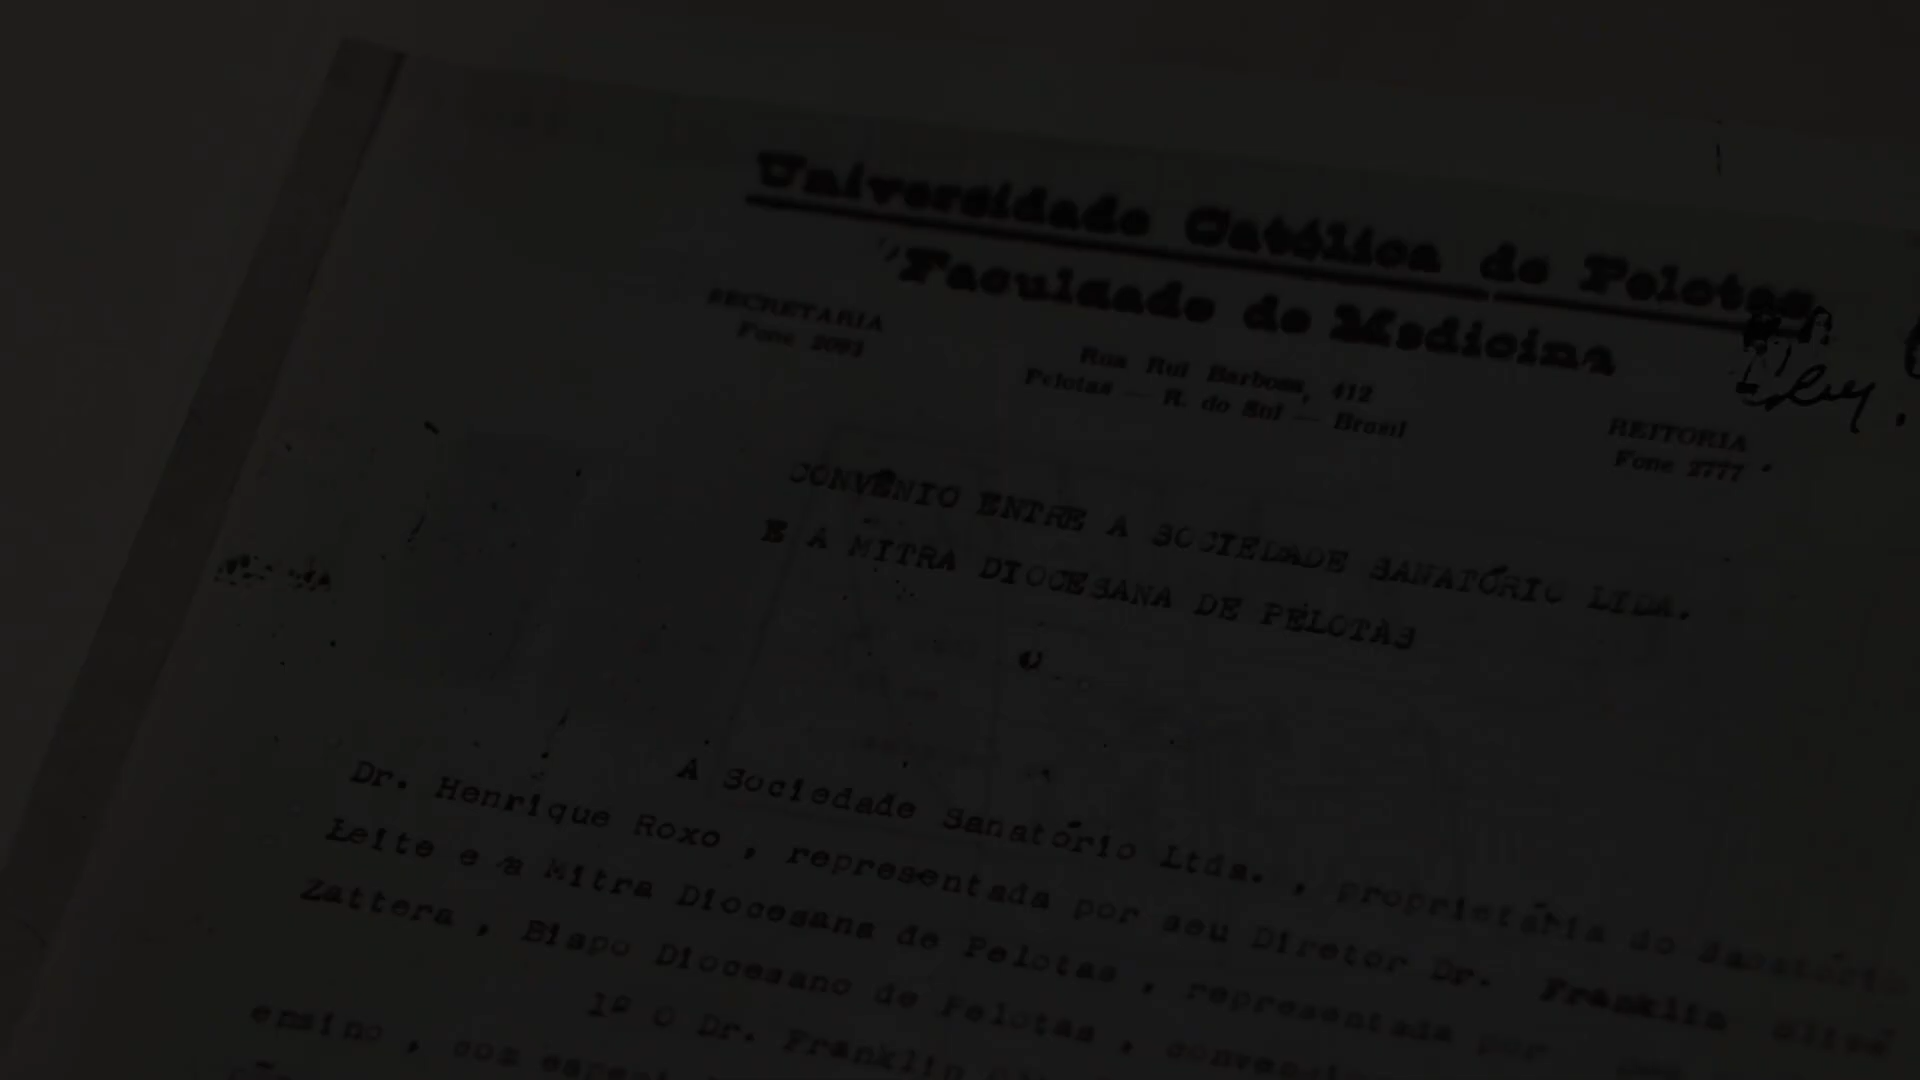 Universidade Católica de Pelotas
Faculdade de Medicina
SECRETARIA
Fone 2093
Rua Rui Barbosa, 412
Pelotas — R. do Sul — Brasil
REITORIA
Fone 2777
CONVÊNIO ENTRE A SOCIEDADE SANATÓRIO LTDA.
E A MITRA DIOCESANA DE PELOTAS
A Sociedade Sanatório Ltda. , proprietária do Sanatório
Dr. Henrique Roxo , representada por seu Diretor Dr. Franklin Olivé
Leite e a Mitra Diocesana de Pelotas , representada por
Zattera , Bispo Diocesano de Pelotas ,
1º O Dr. Franklin
ensino , com